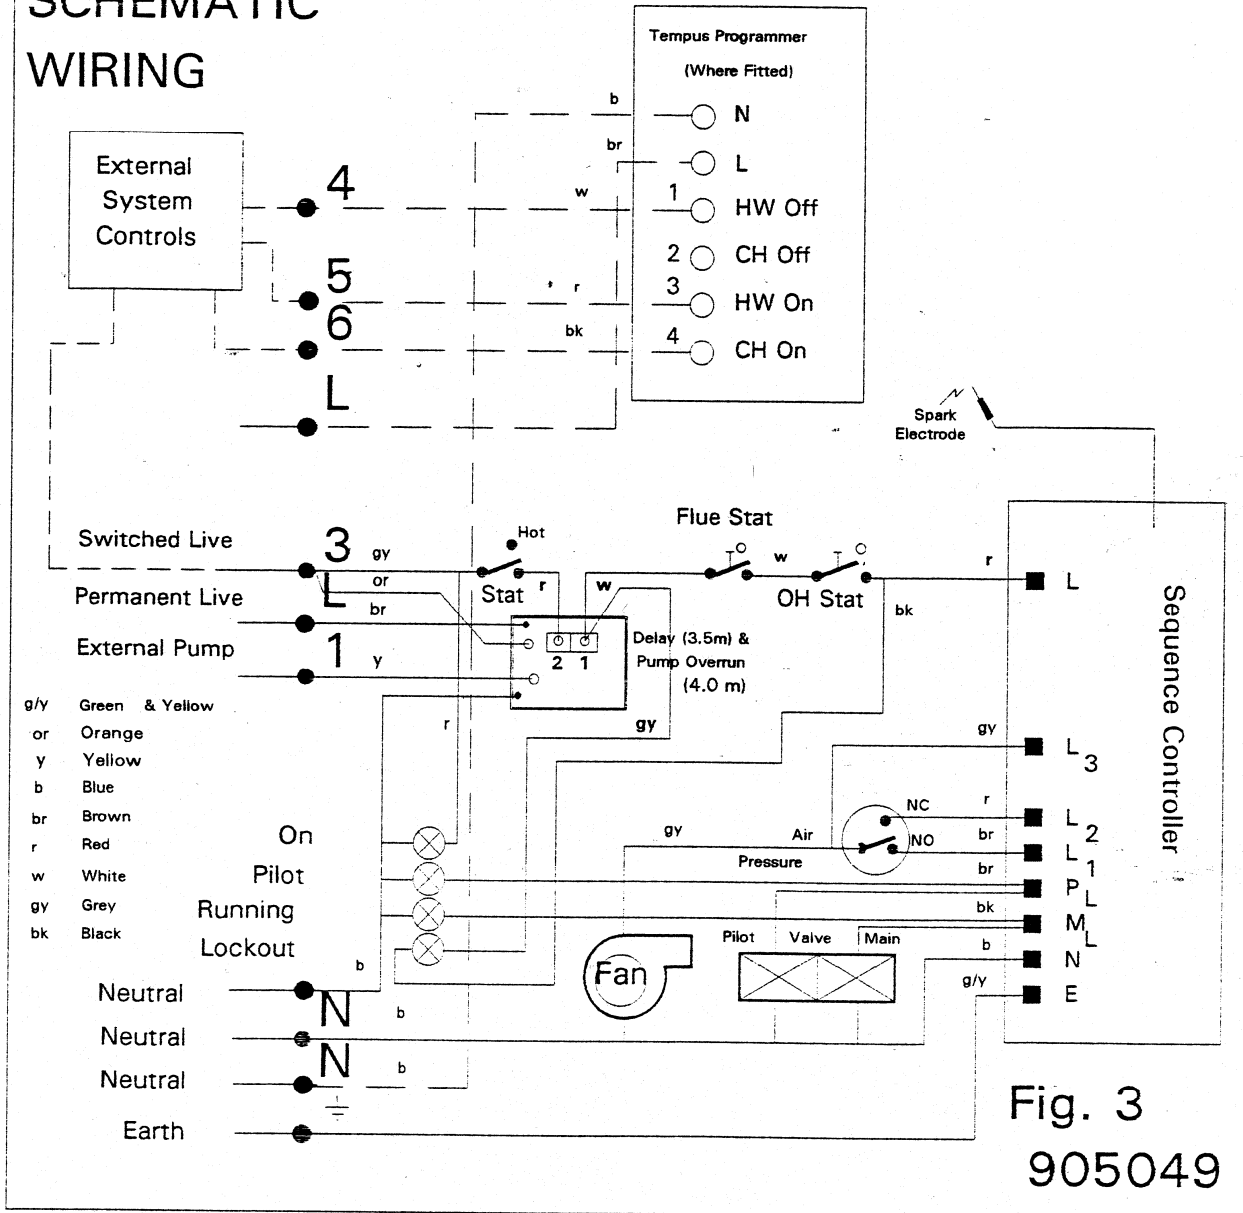 SCHEMATIC
WIRING
Tempus Programmer
(Where Fitted)
b
N
br
L
External
System
Controls
4
w
1
HW Off
2
CH Off
5
r
3
HW On
6
bk
4
CH On
L
Spark
Electrode
Flue Stat
Switched Live
3
gy
Hot
w
r
L
or
Stat
r
w
OH Stat
Permanent Live
L
br
bk
External Pump
1
y
2 1
Delay (3.5m) &
Pump Overrun
(4.0 m)
Sequence Controller
g/y Green & Yellow
or Orange
y Yellow
b Blue
br Brown
r Red
w White
gy Grey
bk Black
r
gy
gy
L3
NC
r
L2
On
gy
Air
Pressure
NO
br
L1
Pilot
br
PL
Running
bk
ML
Lockout
Pilot Valve Main
b
N
Fan
g/y
E
b
Neutral
N
b
Neutral
N
b
Neutral
Earth
Fig. 3
905049